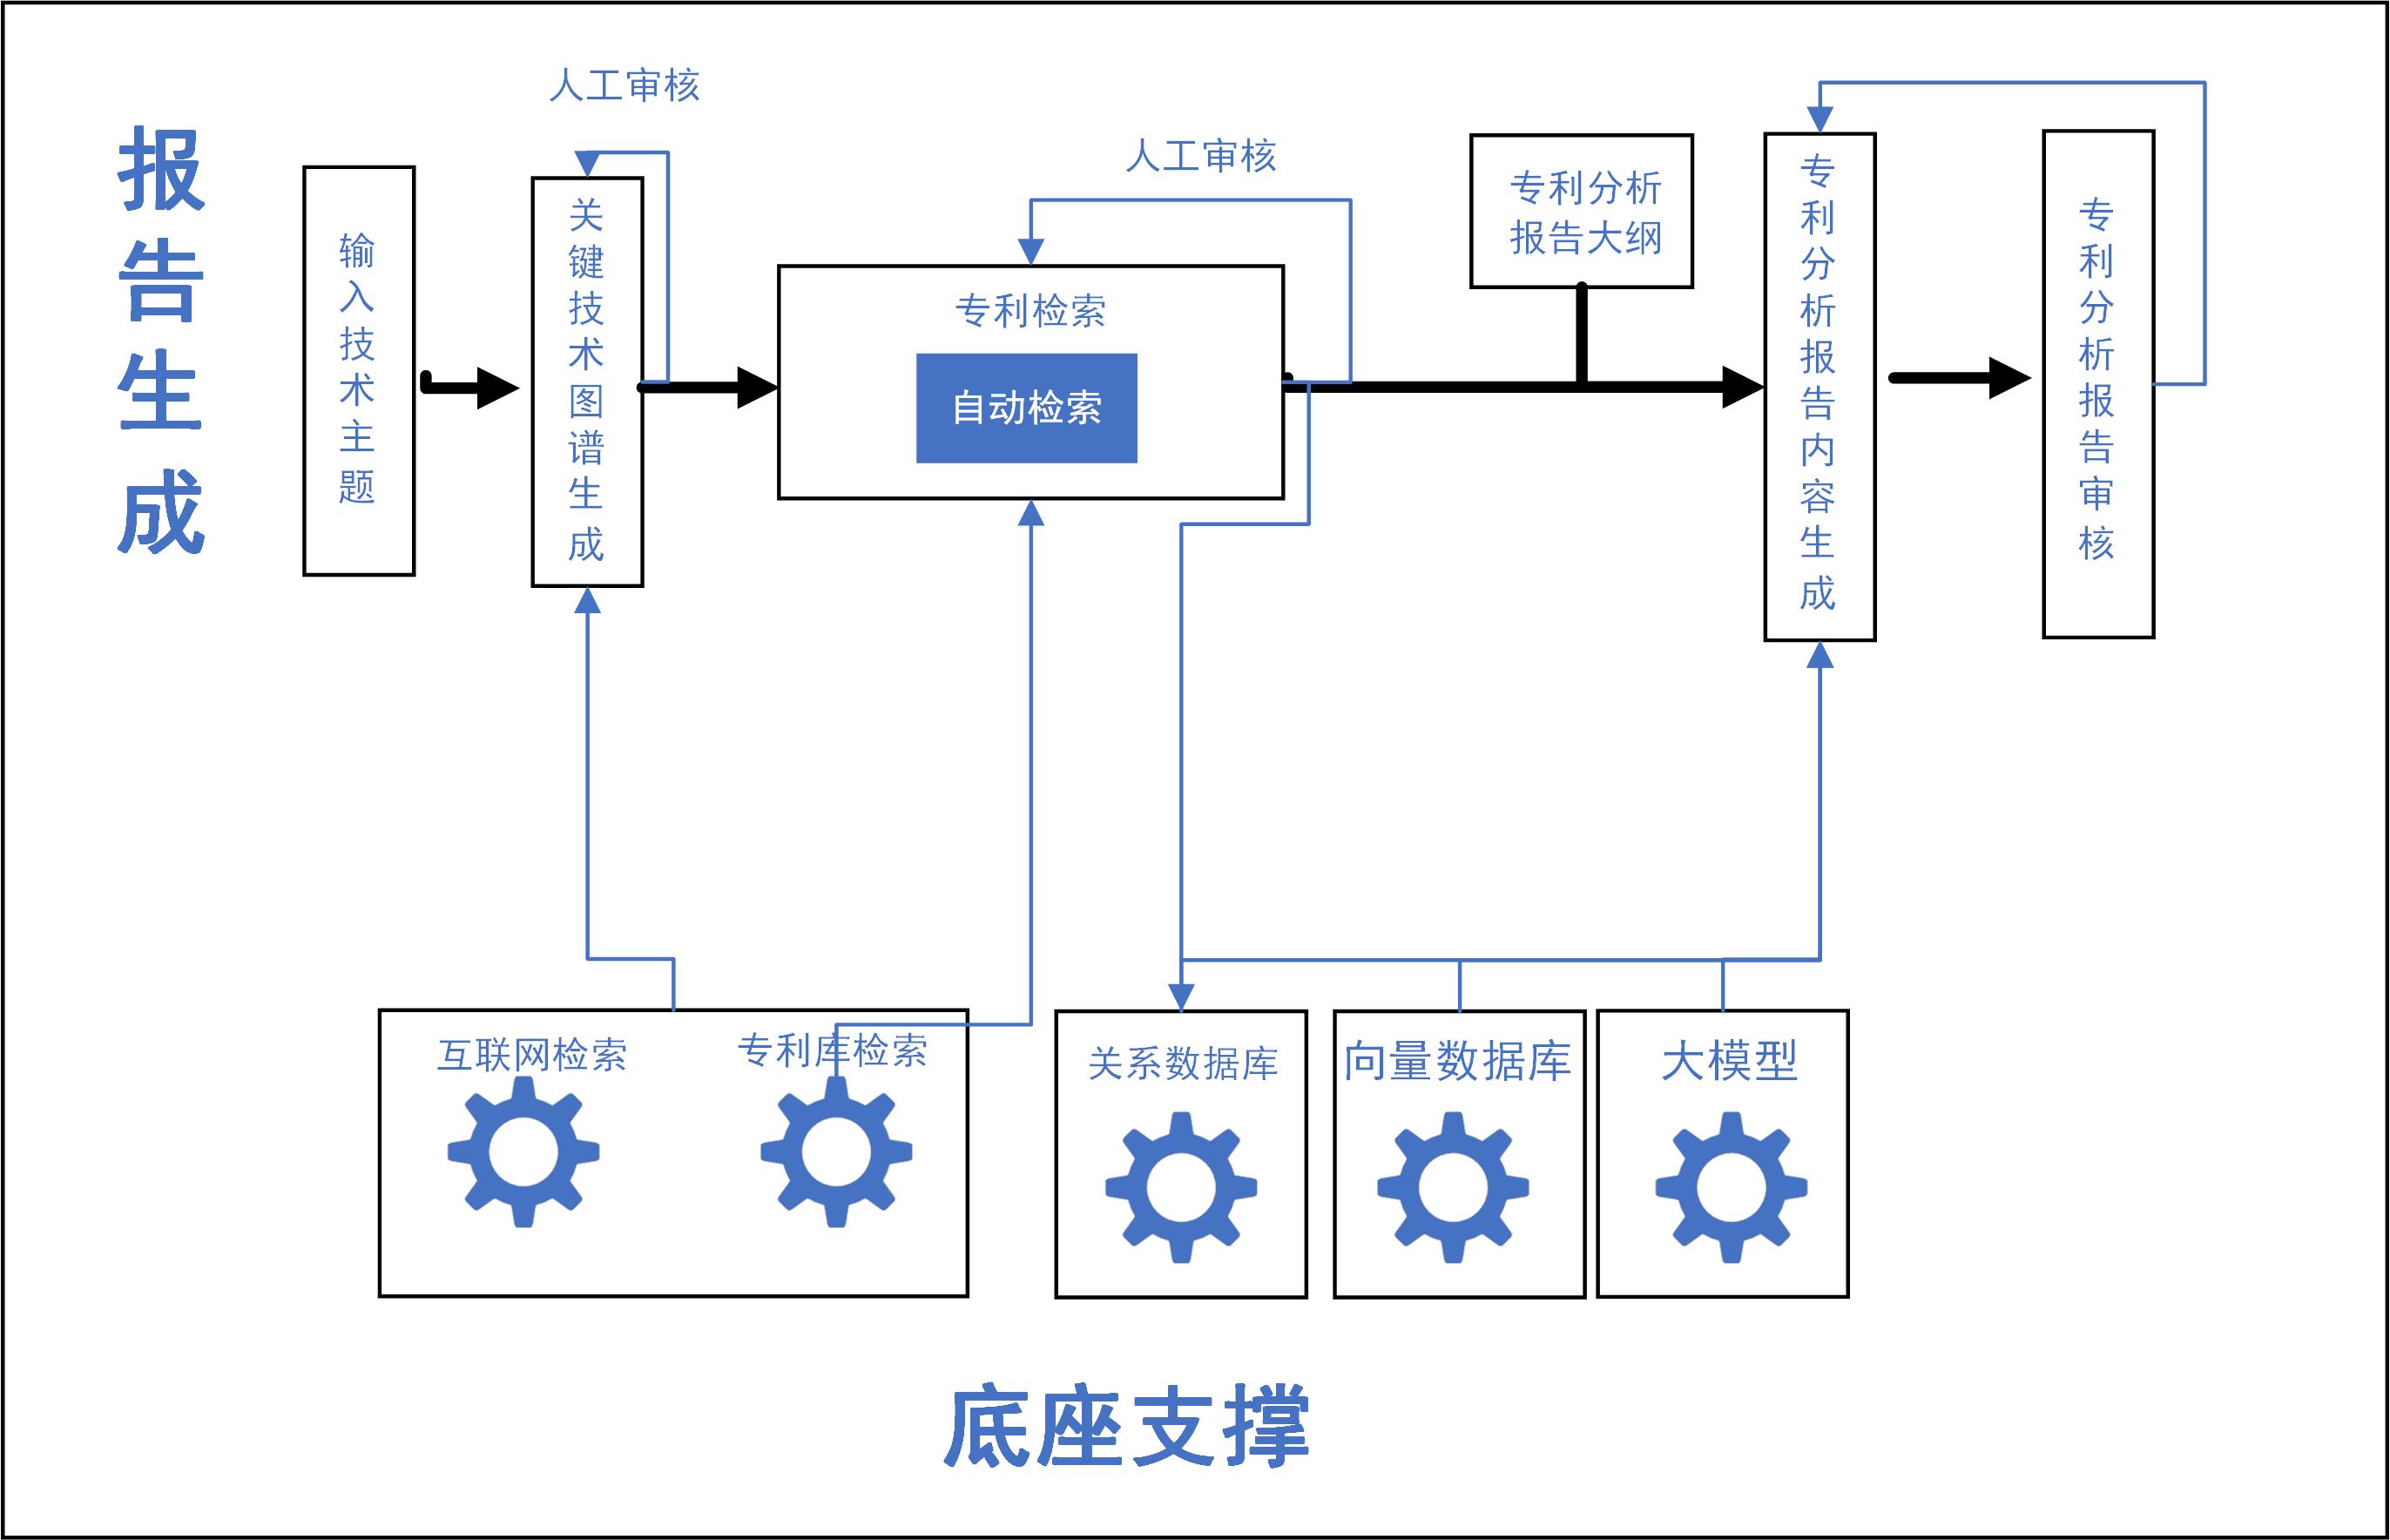 报告生成
输入技术主题
人工审核
关键技术图谱生成
人工审核
专利检索
自动检索
专利分析
报告大纲
专利分析报告内容生成
专利分析报告审核
互联网检索
专利库检索
关系数据库
向量数据库
大模型
底座支撑